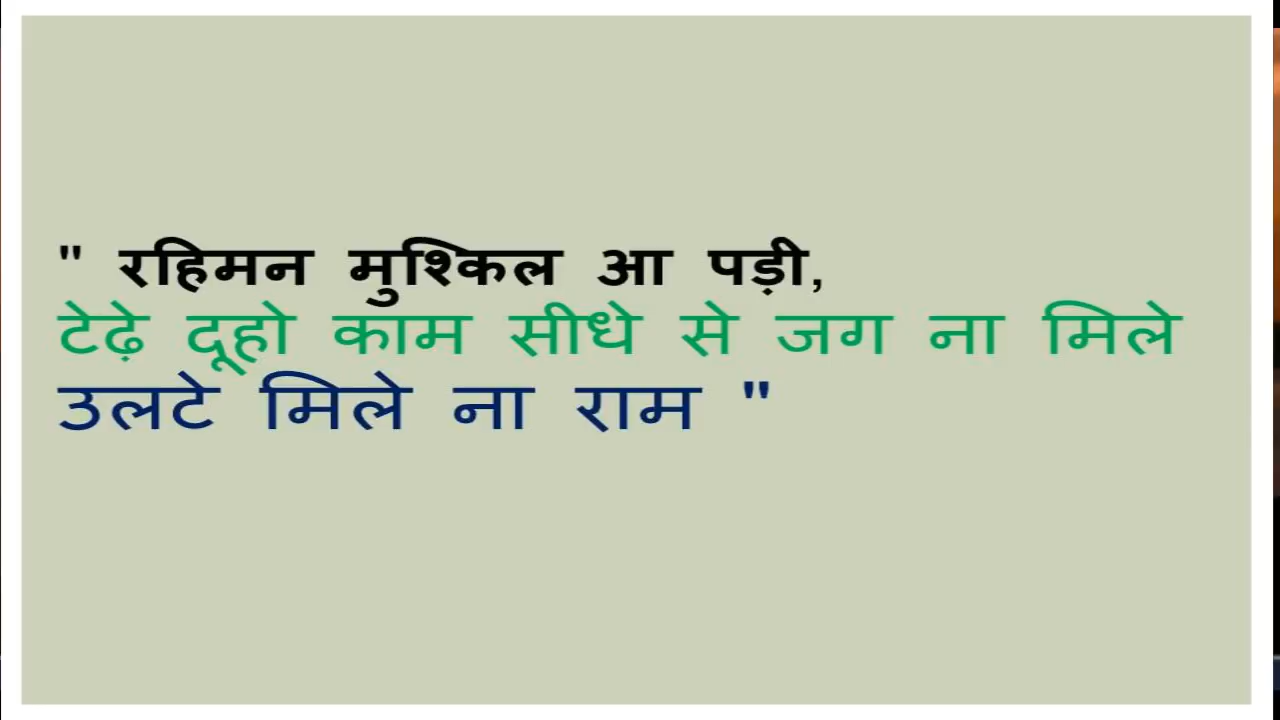 " रहिमन मुश्किल आ पड़ी,
टेढ़े दूहो काम सीधे से जग ना मिले
उलटे मिले ना राम "